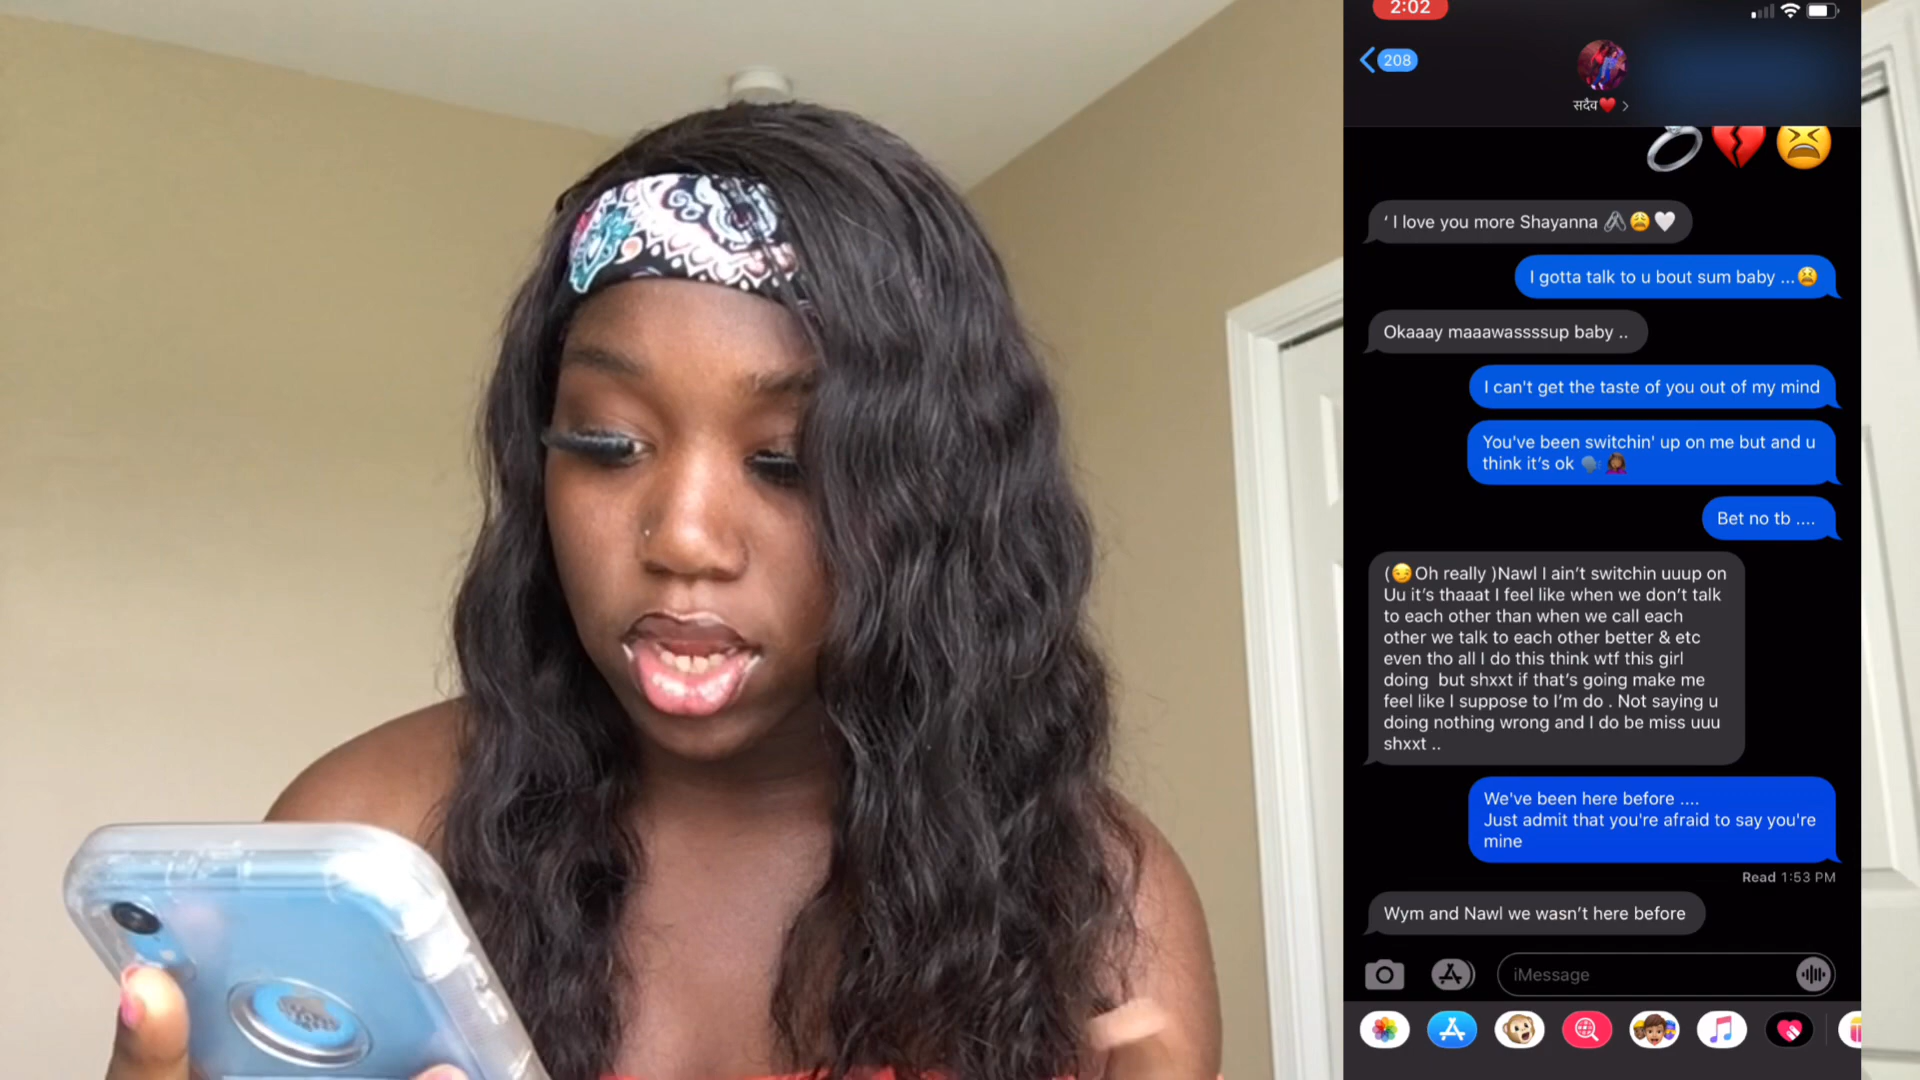 2:02
208
सदैव❤️ >
💍💔😫
‘ I love you more Shayanna 🖇️😩🤍
I gotta talk to u bout sum baby ...😫
Okaaay maaawassssup baby ..
I can't get the taste of you out of my mind
You've been switchin' up on me but and u
think it’s ok 🗣️🤦🏾‍♀️
Bet no tb ....
(😏Oh really )Nawl I ain’t switchin uuup on
Uu it’s thaaat I feel like when we don’t talk
to each other than when we call each
other we talk to each other better & etc
even tho all I do this think wtf this girl
doing  but shxxt if that’s going make me
feel like I suppose to I’m do . Not saying u
doing nothing wrong and I do be miss uuu
shxxt ..
We've been here before ....
Just admit that you're afraid to say you're
mine
Read 1:53 PM
Wym and Nawl we wasn’t here before
iMessage